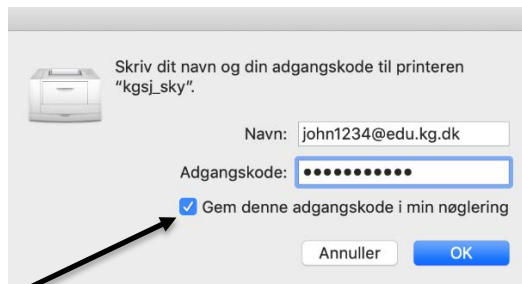 Skriv dit navn og din adgangskode til printeren
“kgsj_sky”.
Navn: john1234@edu.kg.dk
Adgangskode: ●●●●●●●●●●●
Gem denne adgangskode i min nøglering
Annuller OK